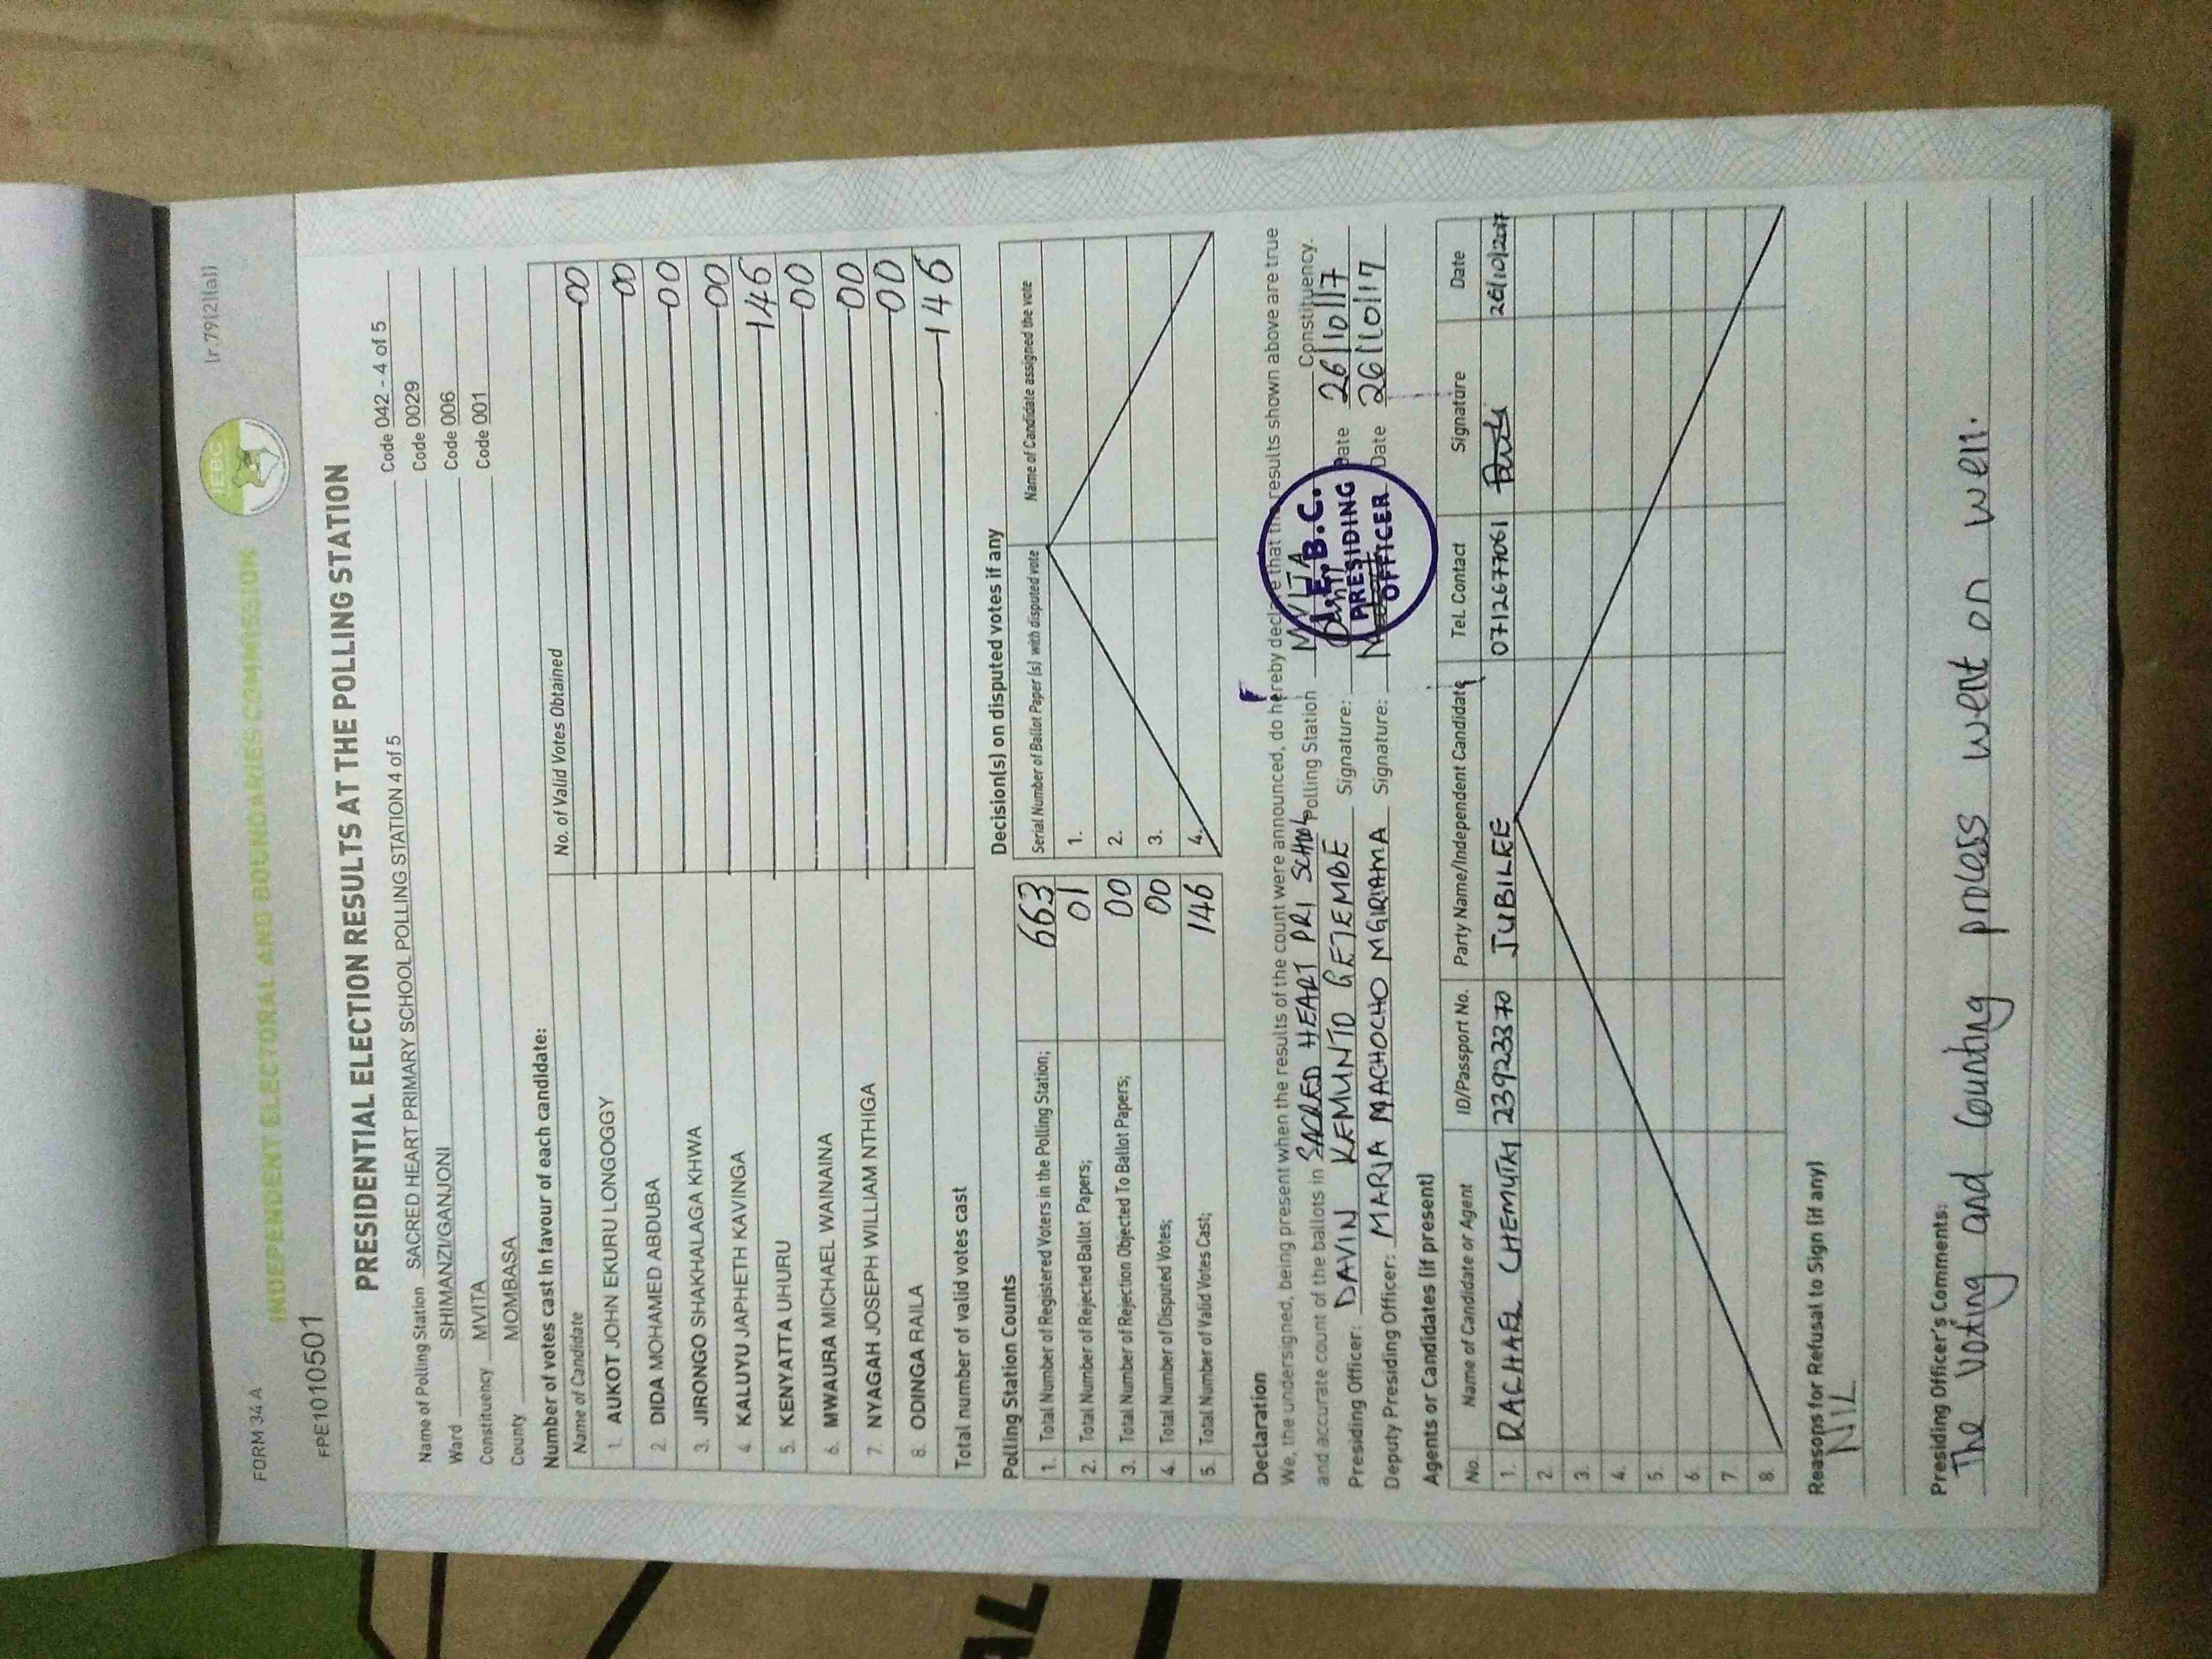 FORM 34A
(r.79(2)(a))
INDEPENDENT ELECTORAL AND BOUNDARIES COMMISSION
IEBC
FPE1010501
PRESIDENTIAL ELECTION RESULTS AT THE POLLING STATION
Name of Polling Station SACRED HEART PRIMARY SCHOOL POLLING STATION 4 of 5 Code 042 - 4 of 5
Ward SHIMANZI/GANJONI Code 0029
Constituency MVITA Code 006
County MOMBASA Code 001
Number of votes cast in favour of each candidate:
Name of Candidate No. of Valid Votes Obtained
1. AUKOT JOHN EKURU LONGOGGY 00
2. DIDA MOHAMED ABDUBA 00
3. JIRONGO SHAKHALAGA KHWA 00
4. KALUYU JAPHETH KAVINGA 00
5. KENYATTA UHURU 146
6. MWAURA MICHAEL WAINAINA 00
7. NYAGAH JOSEPH WILLIAM NTHIGA 00
8. ODINGA RAILA 00
Total number of valid votes cast 146
Polling Station Counts
1. Total Number of Registered Voters in the Polling Station; 663
2. Total Number of Rejected Ballot Papers; 01
3. Total Number of Rejection Objected To Ballot Papers; 00
4. Total Number of Disputed Votes; 00
5. Total Number of Valid Votes Cast; 146
Decision(s) on disputed votes if any
Serial Number of Ballot Paper (s) with disputed vote Name of Candidate assigned the vote
1.
2.
3.
4.
Declaration
We, the undersigned, being present when the results of the count were announced, do hereby declare that the results shown above are true
and accurate count of the ballots in SACRED HEART PRI SCHOOL Polling Station MVITA Constituency.
Presiding Officer: DAVIN KEMUNTO GETEMBE Signature: Date 26/10/17
Deputy Presiding Officer: MARIA MACHOCHO MGIRIAMA Signature: Date 26/10/17
I.E.B.C.
PRESIDING
OFFICER
Agents or Candidates (if present)
No. Name of Candidate or Agent ID/Passport No. Party Name/Independent Candidate Tel. Contact Signature Date
1. RACHAEL CHEMUTAI 23923370 JUBILEE 0712677061 26/10/2017
2.
3.
4.
5.
6.
7.
8.
Reasons for Refusal to Sign (if any)
NIL
Presiding Officer's Comments:
The voting and counting process went on well.
AL